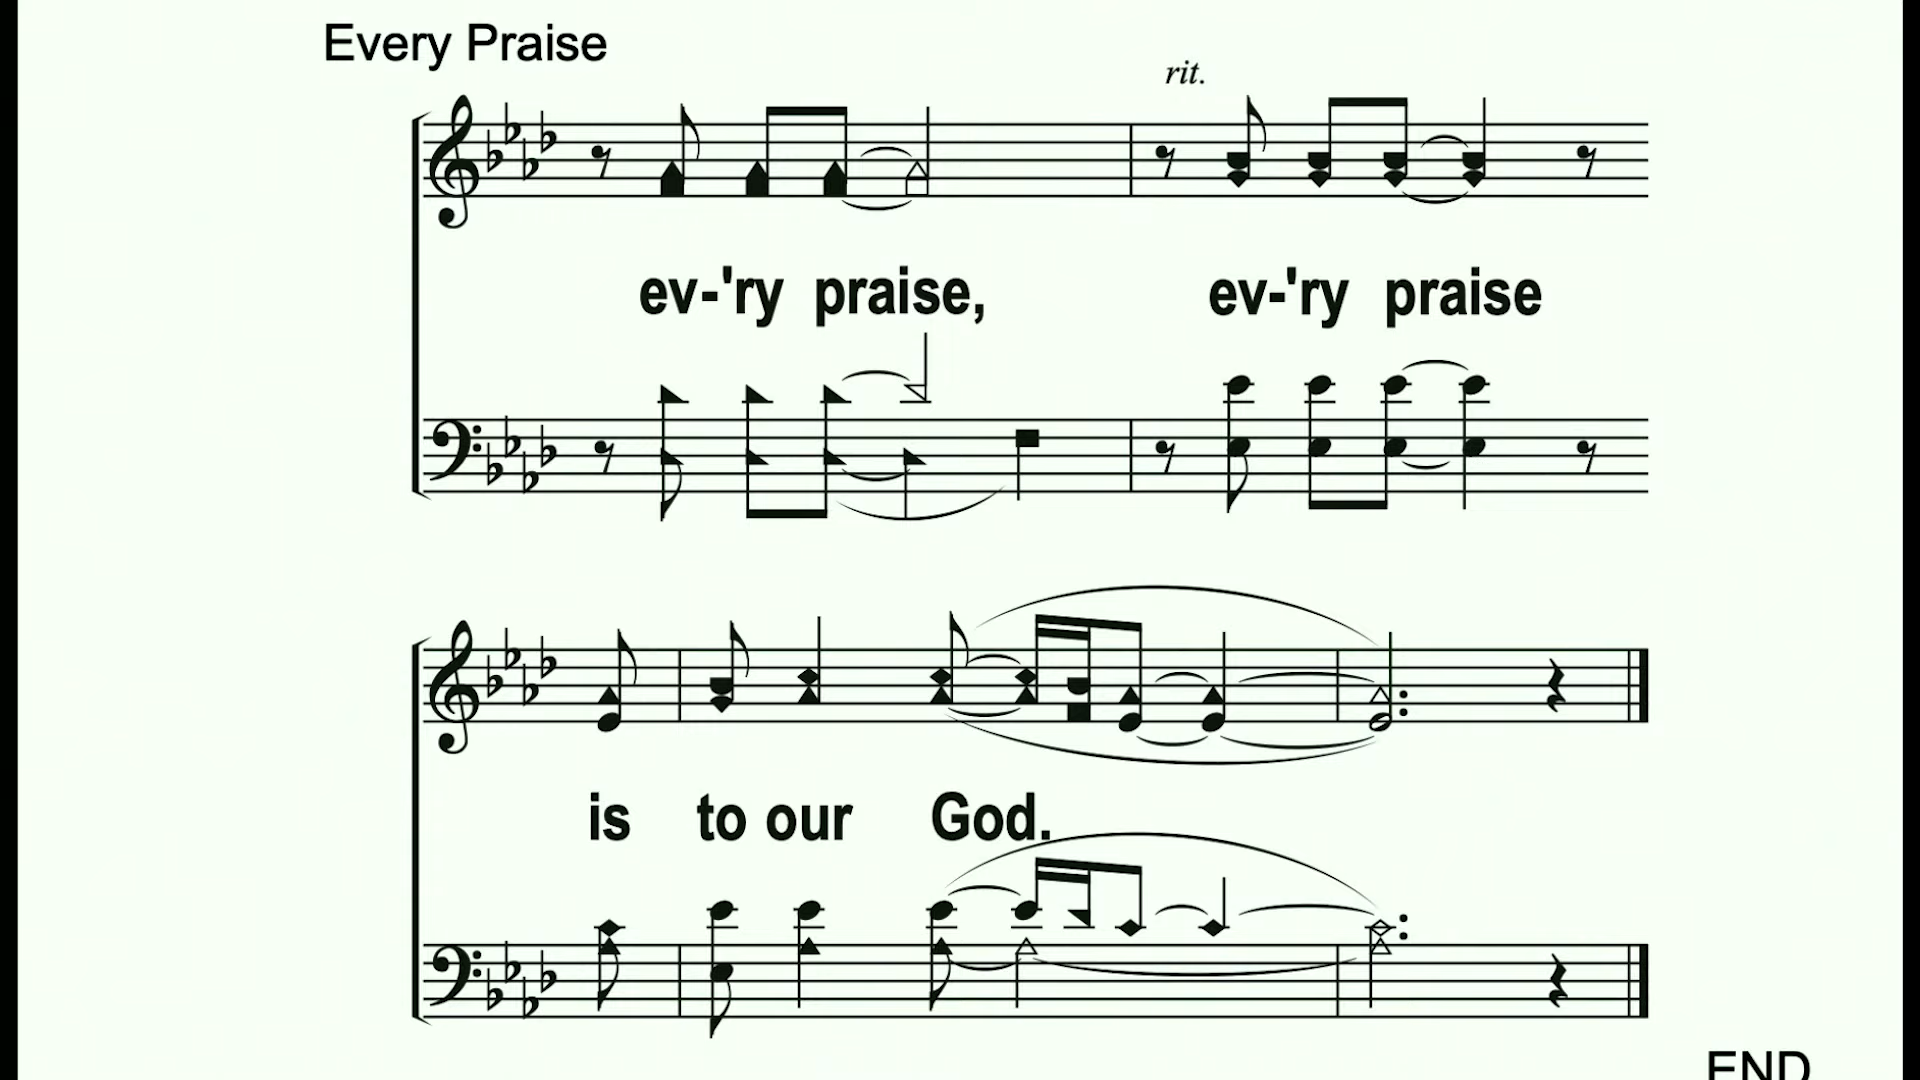 Every Praise
rit.
ev-'ry praise, ev-'ry praise
is to our God.
END